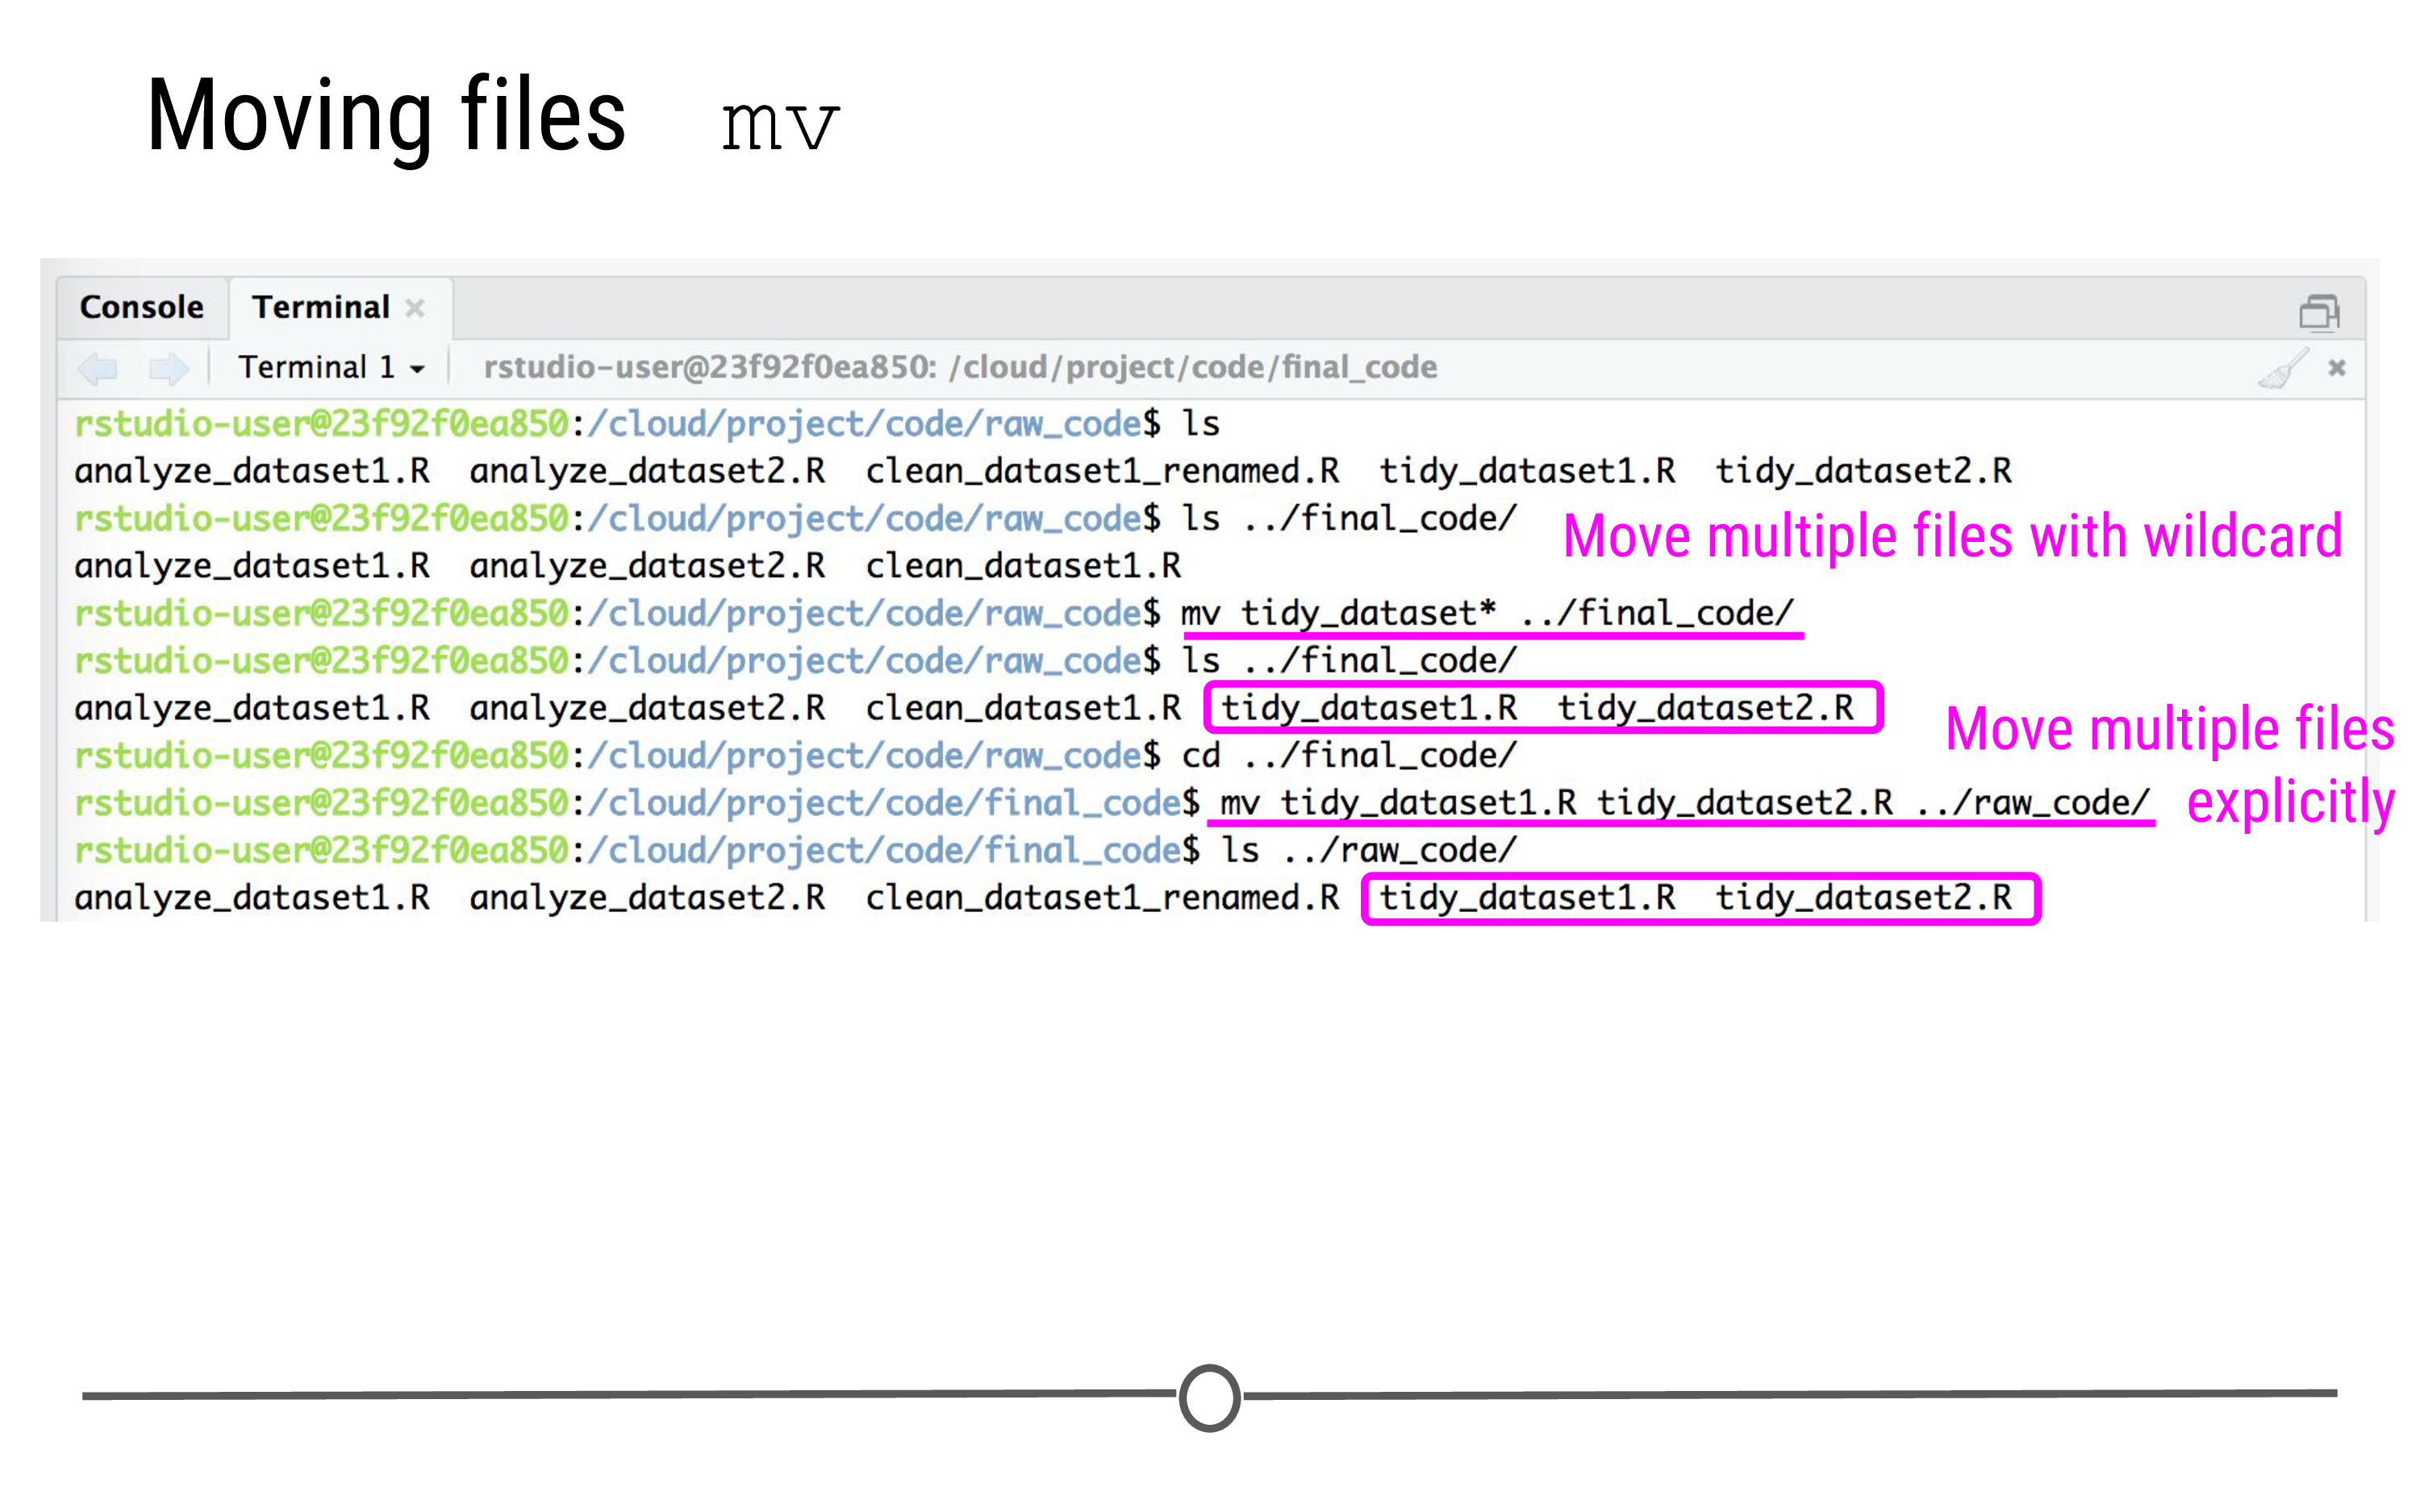 Moving files mv
Console Terminal
Terminal 1 rstudio-user@23f92f0ea850: /cloud/project/code/final_code
rstudio-user@23f92f0ea850:/cloud/project/code/raw_code$ ls
analyze_dataset1.R analyze_dataset2.R clean_dataset1_renamed.R tidy_dataset1.R tidy_dataset2.R
rstudio-user@23f92f0ea850:/cloud/project/code/raw_code$ ls ../final_code/
Move multiple files with wildcard
analyze_dataset1.R analyze_dataset2.R clean_dataset1.R
rstudio-user@23f92f0ea850:/cloud/project/code/raw_code$ mv tidy_dataset* ../final_code/
rstudio-user@23f92f0ea850:/cloud/project/code/raw_code$ ls ../final_code/
analyze_dataset1.R analyze_dataset2.R clean_dataset1.R tidy_dataset1.R tidy_dataset2.R
Move multiple files
explicitly
rstudio-user@23f92f0ea850:/cloud/project/code/raw_code$ cd ../final_code/
rstudio-user@23f92f0ea850:/cloud/project/code/final_code$ mv tidy_dataset1.R tidy_dataset2.R ../raw_code/
rstudio-user@23f92f0ea850:/cloud/project/code/final_code$ ls ../raw_code/
analyze_dataset1.R analyze_dataset2.R clean_dataset1_renamed.R tidy_dataset1.R tidy_dataset2.R